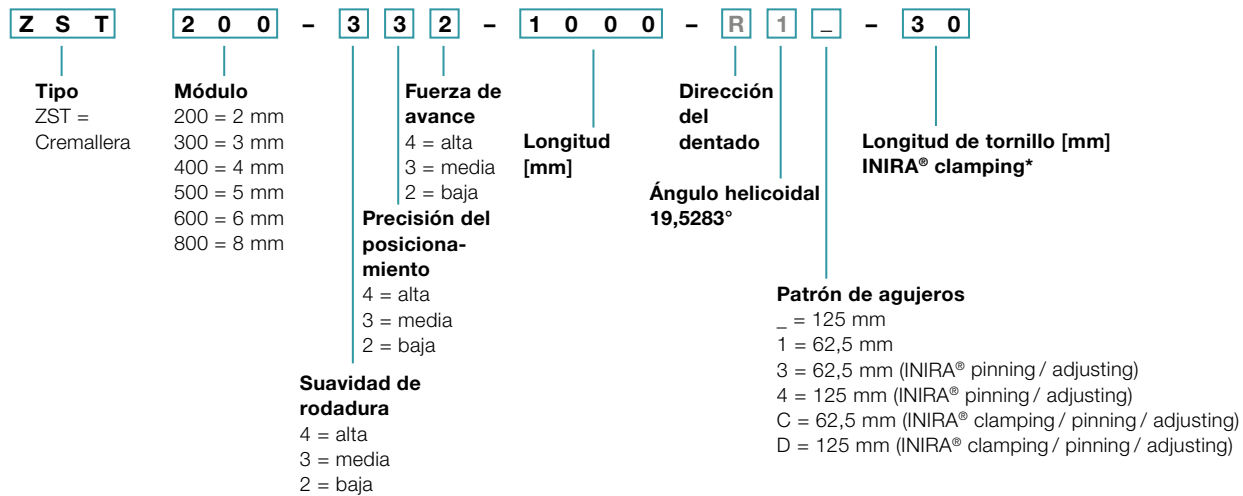 Z S T 2 0 0 – 3 3 2 – 1 0 0 0 – R 1 _ – 3 0
Tipo
ZST =
Cremallera
Módulo
200 = 2 mm
300 = 3 mm
400 = 4 mm
500 = 5 mm
600 = 6 mm
800 = 8 mm
Suavidad de
rodadura
4 = alta
3 = media
2 = baja
Precisión del
posiciona-
miento
4 = alta
3 = media
2 = baja
Fuerza de
avance
4 = alta
3 = media
2 = baja
Longitud
[mm]
Dirección
del
dentado
Ángulo helicoidal
19,5283°
Patrón de agujeros
_ = 125 mm
1 = 62,5 mm
3 = 62,5 mm (INIRA® pinning / adjusting)
4 = 125 mm (INIRA® pinning / adjusting)
C = 62,5 mm (INIRA® clamping / pinning / adjusting)
D = 125 mm (INIRA® clamping / pinning / adjusting)
Longitud de tornillo [mm]
INIRA® clamping*